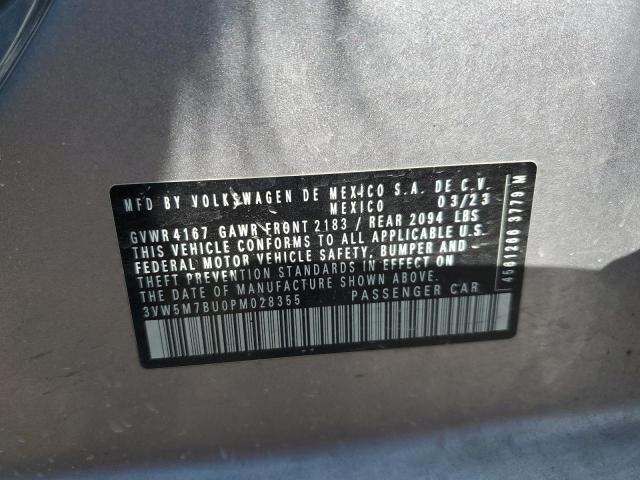 MFD BY VOLKSWAGEN DE MEXICO S.A. DE C.V.
MEXICO 03/23
GVWR 4167 GAWR FRONT 2183 / REAR 2094 LBS
THIS VEHICLE CONFORMS TO ALL APPLICABLE U.S.
FEDERAL MOTOR VEHICLE SAFETY, BUMPER AND -
THEFT PREVENTION STANDARDS IN EFFECT ON
THE DATE OF MANUFACTURE SHOWN ABOVE.
3VW5M7BU0PM028355 PASSENGER CAR
4581286 3779 M